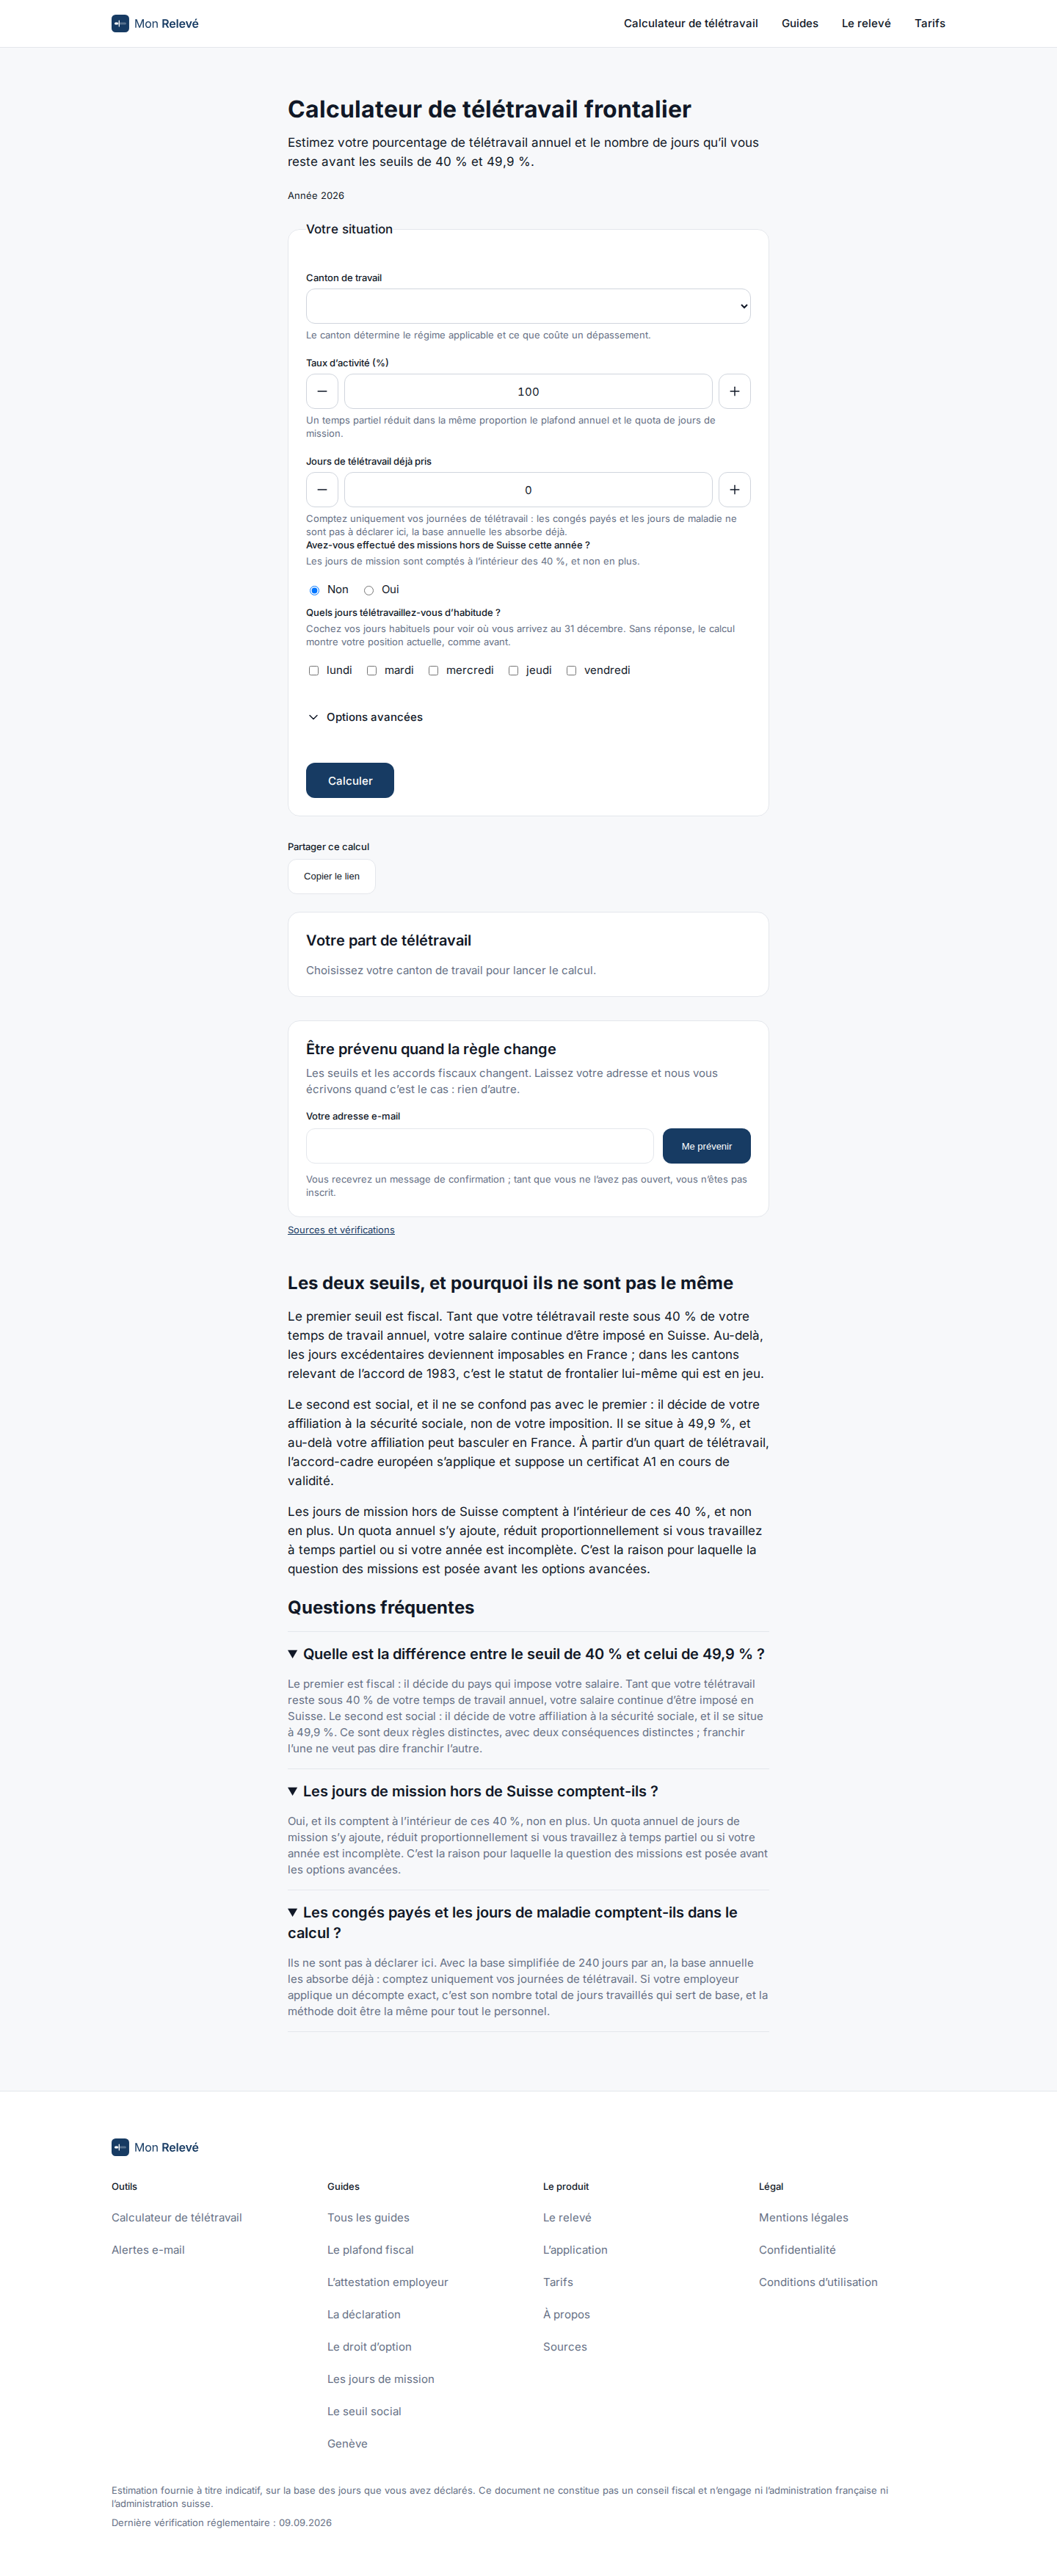 Mon Relevé
Calculateur de télétravail
Guides
Le relevé
Tarifs
Calculateur de télétravail frontalier
Estimez votre pourcentage de télétravail annuel et le nombre de jours qu’il vous
reste avant les seuils de 40 % et 49,9 %.
Année 2026
Votre situation
Canton de travail
Le canton détermine le régime applicable et ce que coûte un dépassement.
Taux d’activité (%)
100
Un temps partiel réduit dans la même proportion le plafond annuel et le quota de jours de
mission.
Jours de télétravail déjà pris
0
Comptez uniquement vos journées de télétravail : les congés payés et les jours de maladie ne
sont pas à déclarer ici, la base annuelle les absorbe déjà.
Avez-vous effectué des missions hors de Suisse cette année ?
Les jours de mission sont comptés à l’intérieur des 40 %, et non en plus.
Non
Oui
Quels jours télétravaillez-vous d’habitude ?
Cochez vos jours habituels pour voir où vous arrivez au 31 décembre. Sans réponse, le calcul
montre votre position actuelle, comme avant.
lundi
mardi
mercredi
jeudi
vendredi
Options avancées
Calculer
Partager ce calcul
Copier le lien
Votre part de télétravail
Choisissez votre canton de travail pour lancer le calcul.
Être prévenu quand la règle change
Les seuils et les accords fiscaux changent. Laissez votre adresse et nous vous
écrivons quand c’est le cas : rien d’autre.
Votre adresse e-mail
Me prévenir
Vous recevrez un message de confirmation ; tant que vous ne l’avez pas ouvert, vous n’êtes pas
inscrit.
Sources et vérifications
Les deux seuils, et pourquoi ils ne sont pas le même
Le premier seuil est fiscal. Tant que votre télétravail reste sous 40 % de votre
temps de travail annuel, votre salaire continue d’être imposé en Suisse. Au-delà,
les jours excédentaires deviennent imposables en France ; dans les cantons
relevant de l’accord de 1983, c’est le statut de frontalier lui-même qui est en jeu.
Le second est social, et il ne se confond pas avec le premier : il décide de votre
affiliation à la sécurité sociale, non de votre imposition. Il se situe à 49,9 %, et
au-delà votre affiliation peut basculer en France. À partir d’un quart de télétravail,
l’accord-cadre européen s’applique et suppose un certificat A1 en cours de
validité.
Les jours de mission hors de Suisse comptent à l’intérieur de ces 40 %, et non
en plus. Un quota annuel s’y ajoute, réduit proportionnellement si vous travaillez
à temps partiel ou si votre année est incomplète. C’est la raison pour laquelle la
question des missions est posée avant les options avancées.
Questions fréquentes
Quelle est la différence entre le seuil de 40 % et celui de 49,9 % ?
Le premier est fiscal : il décide du pays qui impose votre salaire. Tant que votre télétravail
reste sous 40 % de votre temps de travail annuel, votre salaire continue d’être imposé en
Suisse. Le second est social : il décide de votre affiliation à la sécurité sociale, et il se situe
à 49,9 %. Ce sont deux règles distinctes, avec deux conséquences distinctes ; franchir
l’une ne veut pas dire franchir l’autre.
Les jours de mission hors de Suisse comptent-ils ?
Oui, et ils comptent à l’intérieur de ces 40 %, non en plus. Un quota annuel de jours de
mission s’y ajoute, réduit proportionnellement si vous travaillez à temps partiel ou si votre
année est incomplète. C’est la raison pour laquelle la question des missions est posée avant
les options avancées.
Les congés payés et les jours de maladie comptent-ils dans le
calcul ?
Ils ne sont pas à déclarer ici. Avec la base simplifiée de 240 jours par an, la base annuelle
les absorbe déjà : comptez uniquement vos journées de télétravail. Si votre employeur
applique un décompte exact, c’est son nombre total de jours travaillés qui sert de base, et la
méthode doit être la même pour tout le personnel.
Mon Relevé
Outils
Calculateur de télétravail
Alertes e-mail
Guides
Tous les guides
Le plafond fiscal
L’attestation employeur
La déclaration
Le droit d’option
Les jours de mission
Le seuil social
Genève
Le produit
Le relevé
L’application
Tarifs
À propos
Sources
Légal
Mentions légales
Confidentialité
Conditions d’utilisation
Estimation fournie à titre indicatif, sur la base des jours que vous avez déclarés. Ce document ne constitue pas un conseil fiscal et n’engage ni l’administration française ni
l’administration suisse.
Dernière vérification réglementaire : 09.09.2026